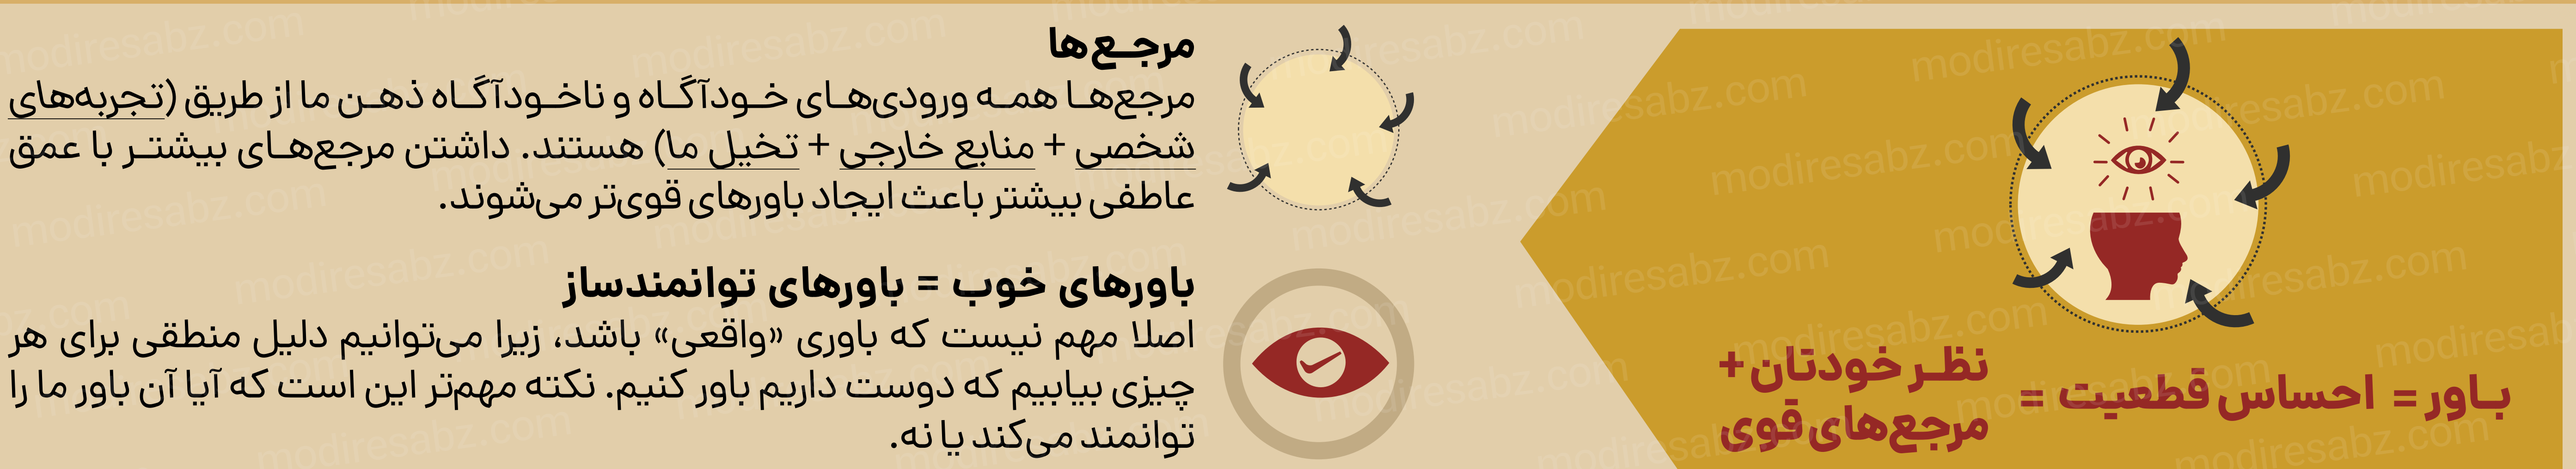 باور = احساس قطعیت = نظر خودتان +
مرجع‌های قوی
مرجع‌ها
مرجع‌ها همه ورودی‌های خودآگاه و ناخودآگاه ذهن ما از طریق (تجربه‌های
شخصی + منابع خارجی + تخیل ما) هستند. داشتن مرجع‌های بیشتر با عمق
عاطفی بیشتر باعث ایجاد باورهای قوی‌تر می‌شوند.
باورهای خوب = باورهای توانمندساز
اصلا مهم نیست که باوری «واقعی» باشد، زیرا می‌توانیم دلیل منطقی برای هر
چیزی بیابیم که دوست داریم باور کنیم. نکته مهم‌تر این است که آیا آن باور ما را
توانمند می‌کند یا نه.
modiresabz.com